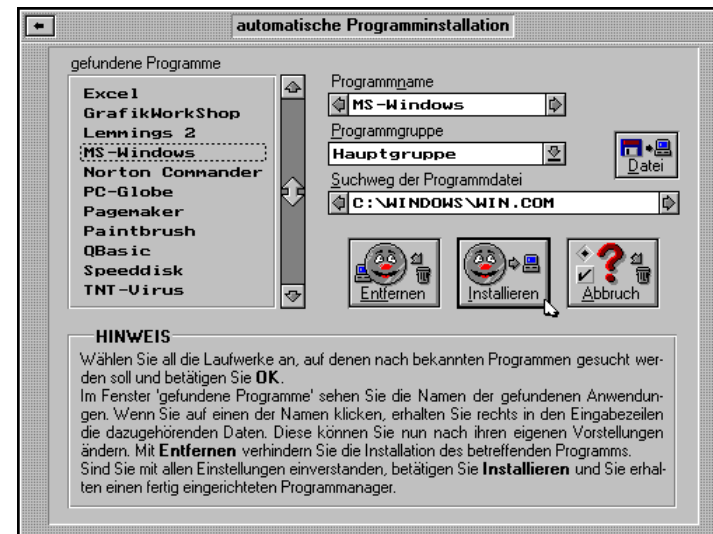 automatische Programminstallation
gefundene Programme
Excel
GrafikWorkShop
Lemmings 2
MS-Windows
Norton Commander
PC-Globe
Pagemaker
Paintbrush
QBasic
Speeddisk
TNT-Virus
Programmname
MS-Windows
Programmgruppe
Hauptgruppe
Datei
Suchweg der Programmdatei
C:\WINDOWS\WIN.COM
Entfernen
Installieren
Abbruch
HINWEIS
Wählen Sie all die Laufwerke an, auf denen nach bekannten Programmen gesucht wer-
den soll und betätigen Sie OK.
Im Fenster 'gefundene Programme' sehen Sie die Namen der gefundenen Anwendun-
gen. Wenn Sie auf einen der Namen klicken, erhalten Sie rechts in den Eingabezeilen
die dazugehörenden Daten. Diese können Sie nun nach ihren eigenen Vorstellungen
ändern. Mit Entfernen verhindern Sie die Installation des betreffenden Programms.
Sind Sie mit allen Einstellungen einverstanden, betätigen Sie Installieren und Sie erhal-
ten einen fertig eingerichteten Programmanager.